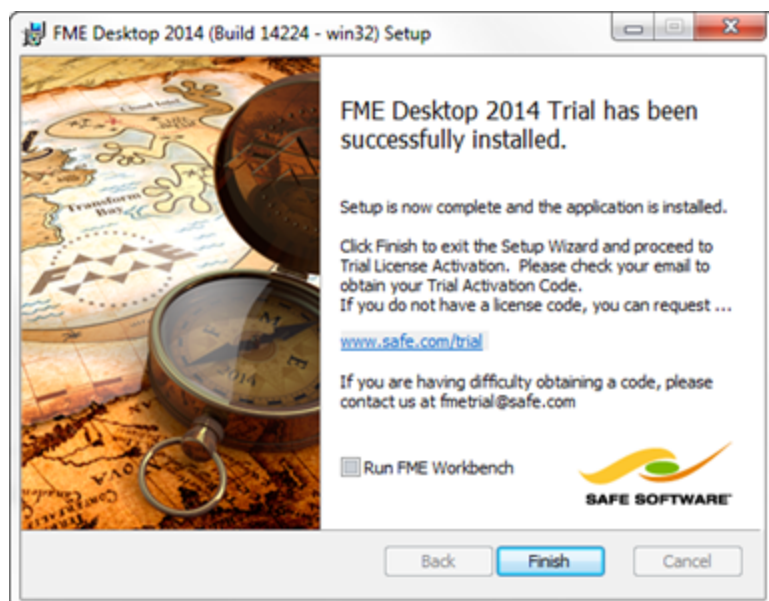 FME Desktop 2014 (Build 14224 - win32) Setup
FME Desktop 2014 Trial has been
successfully installed.
Setup is now complete and the application is installed.
Click Finish to exit the Setup Wizard and proceed to
Trial License Activation.  Please check your email to
obtain your Trial Activation Code.
If you do not have a license code, you can request ...
www.safe.com/trial
If you are having difficulty obtaining a code, please
contact us at fmetrial@safe.com
Run FME Workbench
SAFE SOFTWARE
Transform
Bay
FME
M
E
2014
Back
Finish
Cancel